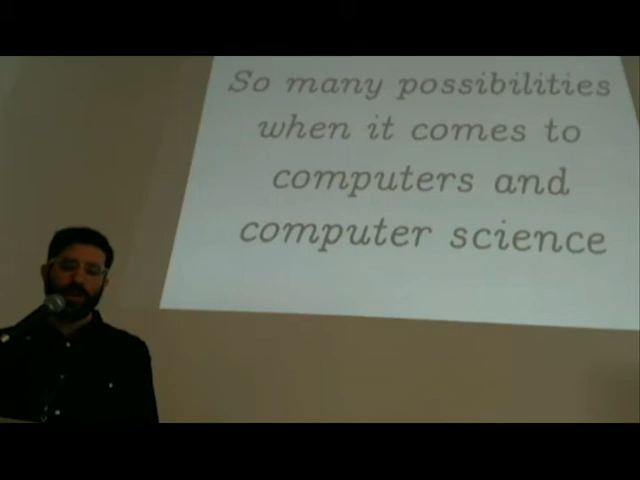 So many possibilities
when it comes to
computers and
computer science